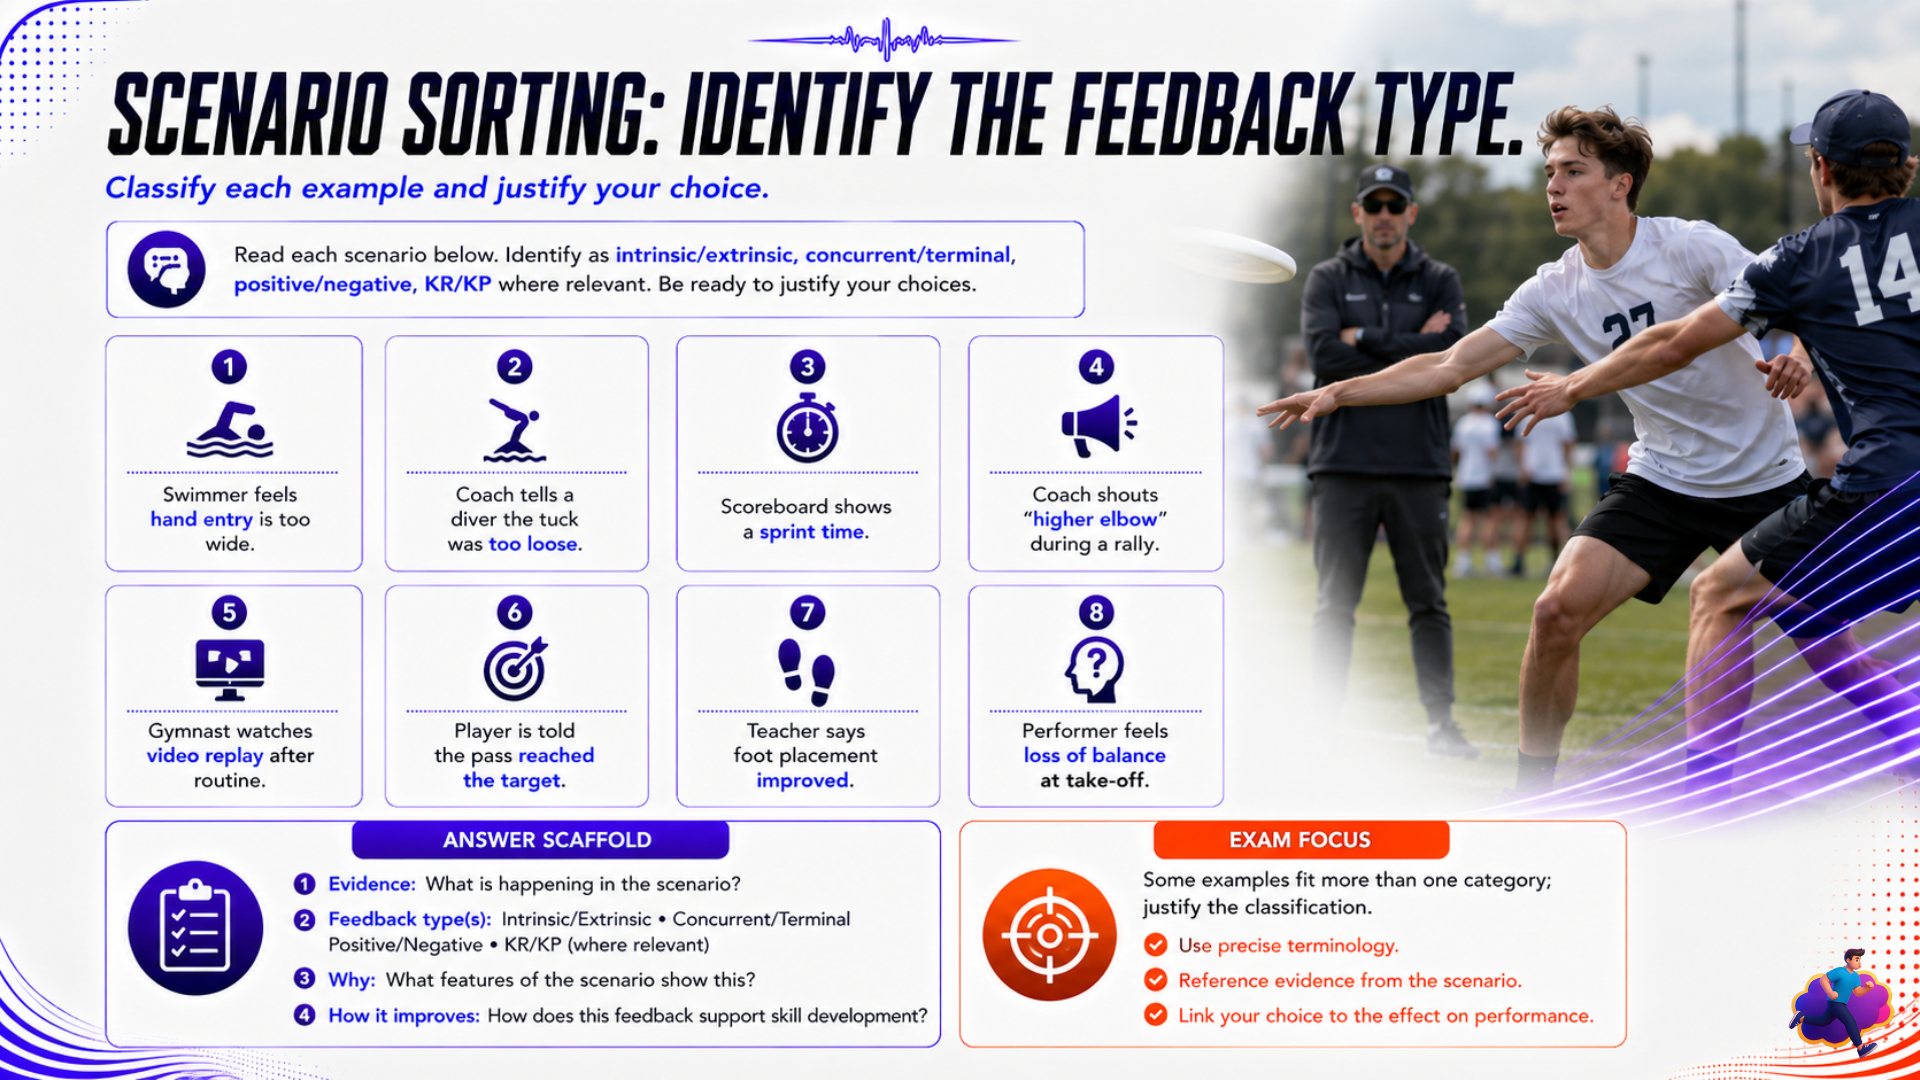 SCENARIO SORTING: IDENTIFY THE FEEDBACK TYPE.
Classify each example and justify your choice.
Read each scenario below. Identify as intrinsic/extrinsic, concurrent/terminal,
positive/negative, KR/KP where relevant. Be ready to justify your choices.
1
Swimmer feels
hand entry is too
wide.
2
Coach tells a
diver the tuck
was too loose.
3
Scoreboard shows
a sprint time.
4
Coach shouts
“higher elbow”
during a rally.
5
Gymnast watches
video replay after
routine.
6
Player is told
the pass reached
the target.
7
Teacher says
foot placement
improved.
8
?
Performer feels
loss of balance
at take-off.
27
14
ANSWER SCAFFOLD
1 Evidence: What is happening in the scenario?
2 Feedback type(s): Intrinsic/Extrinsic • Concurrent/Terminal
Positive/Negative • KR/KP (where relevant)
3 Why: What features of the scenario show this?
4 How it improves: How does this feedback support skill development?
EXAM FOCUS
Some examples fit more than one category;
justify the classification.
Use precise terminology.
Reference evidence from the scenario.
Link your choice to the effect on performance.